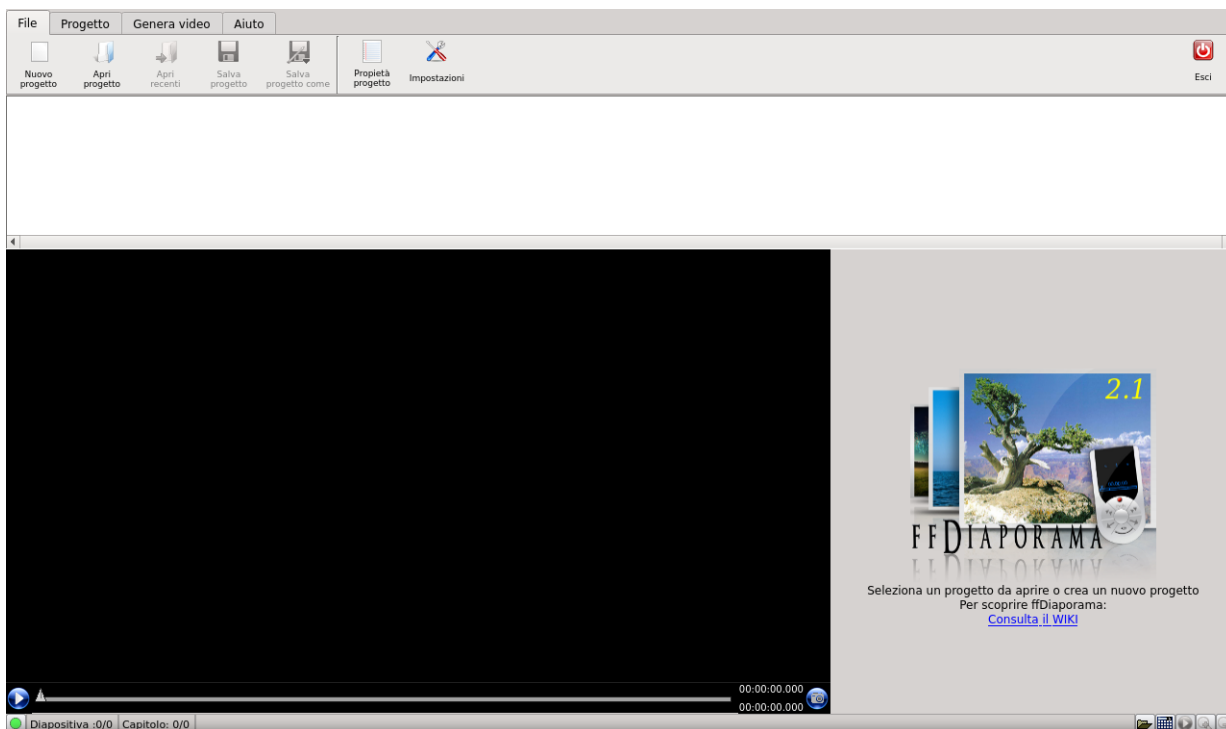 File Progetto Genera video Aiuto
Nuovo progetto
Apri progetto
Apri recenti
Salva progetto
Salva progetto come
Propietà progetto
Impostazioni
Esci
2.1
FFDIAPORAMA
Seleziona un progetto da aprire o crea un nuovo progetto
Per scoprire ffDiaporama:
Consulta il WIKI
00:00:00.000
00:00:00.000
Diapositiva :0/0 Capitolo: 0/0